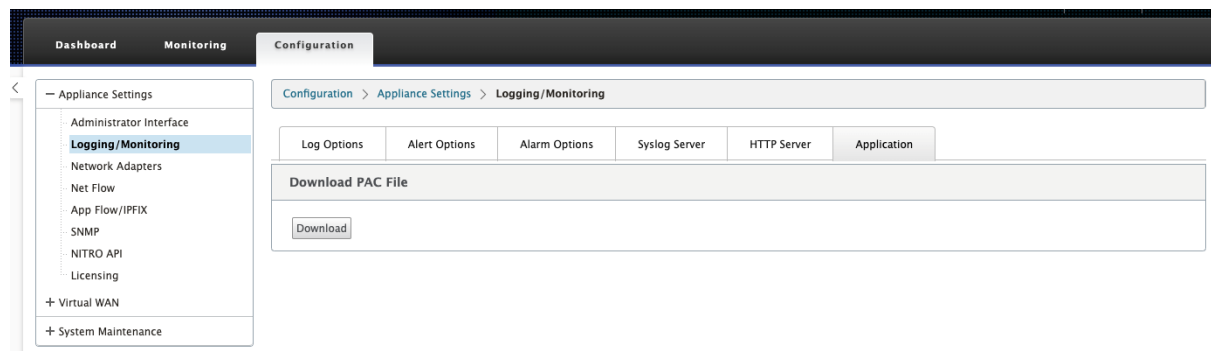 Dashboard Monitoring Configuration
— Appliance Settings
Administrator Interface
Logging/Monitoring
Network Adapters
Net Flow
App Flow/IPFIX
SNMP
NITRO API
Licensing
+ Virtual WAN
+ System Maintenance
Configuration > Appliance Settings > Logging/Monitoring
Log Options Alert Options Alarm Options Syslog Server HTTP Server Application
Download PAC File
Download